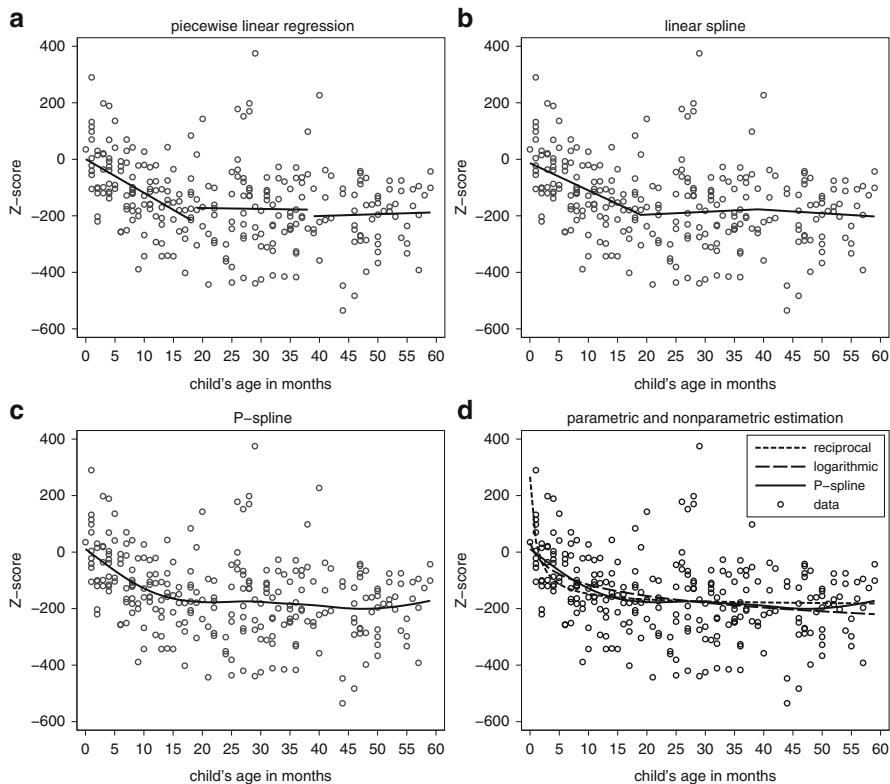 a
piecewise linear regression
400
200
0
−200
−400
−600
Z−score
0 5 10 15 20 25 30 35 40 45 50 55 60
child's age in months
b
linear spline
400
200
0
−200
−400
−600
Z−score
0 5 10 15 20 25 30 35 40 45 50 55 60
child's age in months
c
P−spline
400
200
0
−200
−400
−600
Z−score
0 5 10 15 20 25 30 35 40 45 50 55 60
child's age in months
d
parametric and nonparametric estimation
400
200
0
−200
−400
−600
Z−score
reciprocal
logarithmic
P−spline
data
0 5 10 15 20 25 30 35 40 45 50 55 60
child's age in months